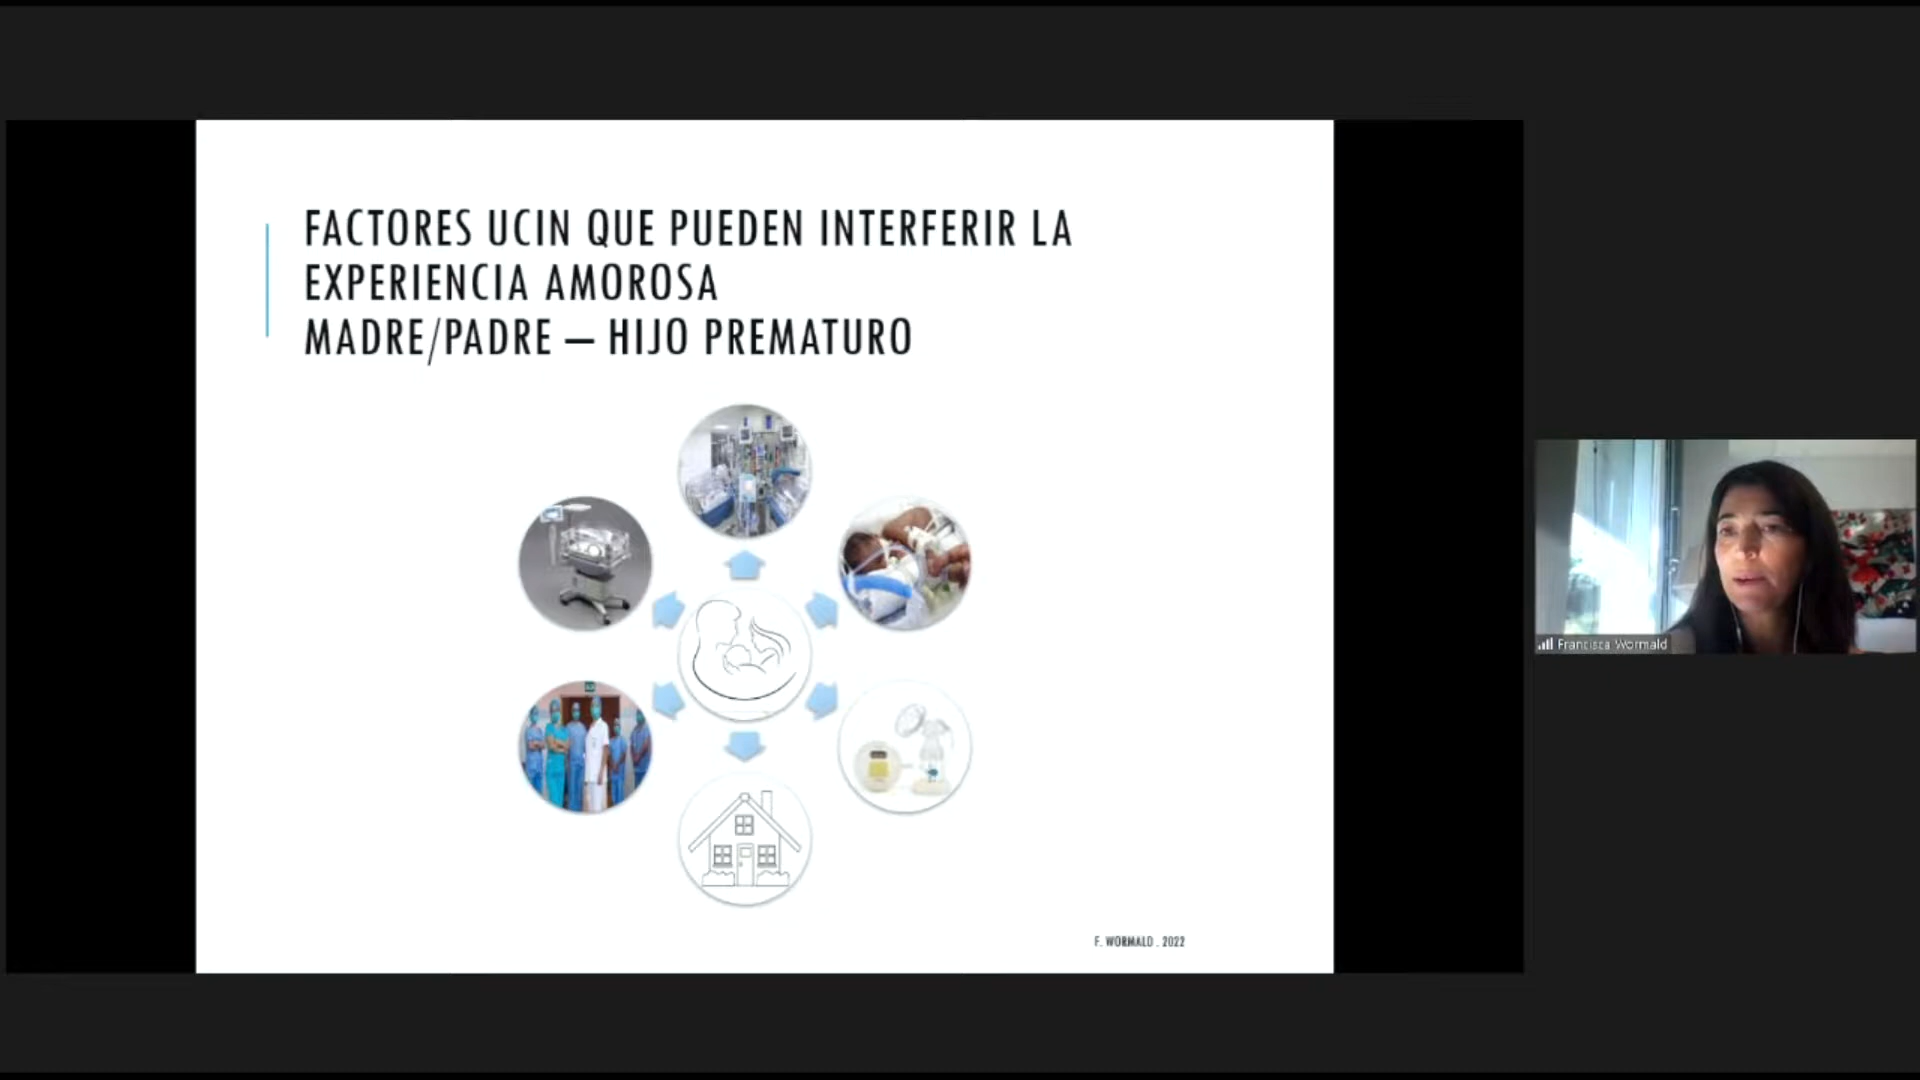 FACTORES UCIN QUE PUEDEN INTERFERIR LA
EXPERIENCIA AMOROSA
MADRE/PADRE – HIJO PREMATURO
F. WORMALD . 2022
Francisca Wormald